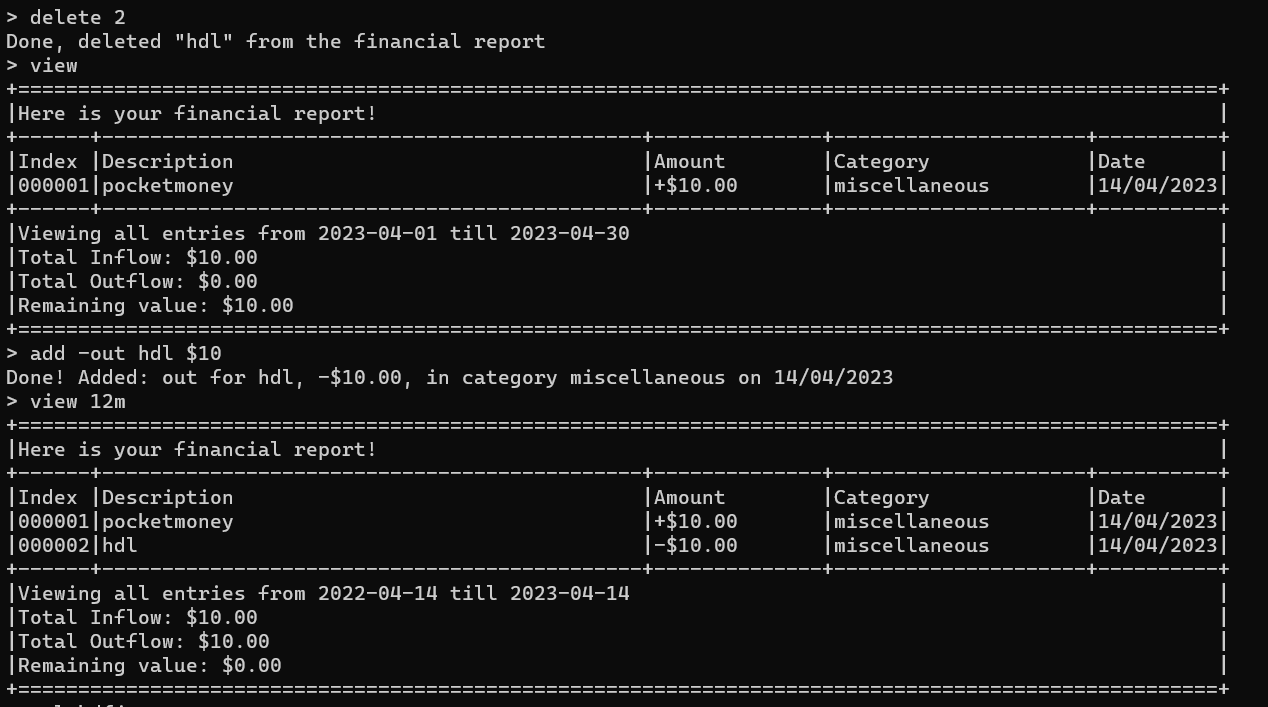 > delete 2
Done, deleted "hdl" from the financial report
> view
+====================================================================================================+
|Here is your financial report!                                                                      |
+------+---------------------------------------------+--------------+---------------------+----------+
|Index |Description                                  |Amount        |Category             |Date      |
|000001|pocketmoney                                  |+$10.00       |miscellaneous        |14/04/2023|
+------+---------------------------------------------+--------------+---------------------+----------+
|Viewing all entries from 2023-04-01 till 2023-04-30                                                 |
|Total Inflow: $10.00                                                                                |
|Total Outflow: $0.00                                                                                |
|Remaining value: $10.00                                                                             |
+====================================================================================================+
> add -out hdl $10
Done! Added: out for hdl, -$10.00, in category miscellaneous on 14/04/2023
> view 12m
+====================================================================================================+
|Here is your financial report!                                                                      |
+------+---------------------------------------------+--------------+---------------------+----------+
|Index |Description                                  |Amount        |Category             |Date      |
|000001|pocketmoney                                  |+$10.00       |miscellaneous        |14/04/2023|
|000002|hdl                                          |-$10.00       |miscellaneous        |14/04/2023|
+------+---------------------------------------------+--------------+---------------------+----------+
|Viewing all entries from 2022-04-14 till 2023-04-14                                                 |
|Total Inflow: $10.00                                                                                |
|Total Outflow: $10.00                                                                               |
|Remaining value: $0.00                                                                              |
+====================================================================================================+